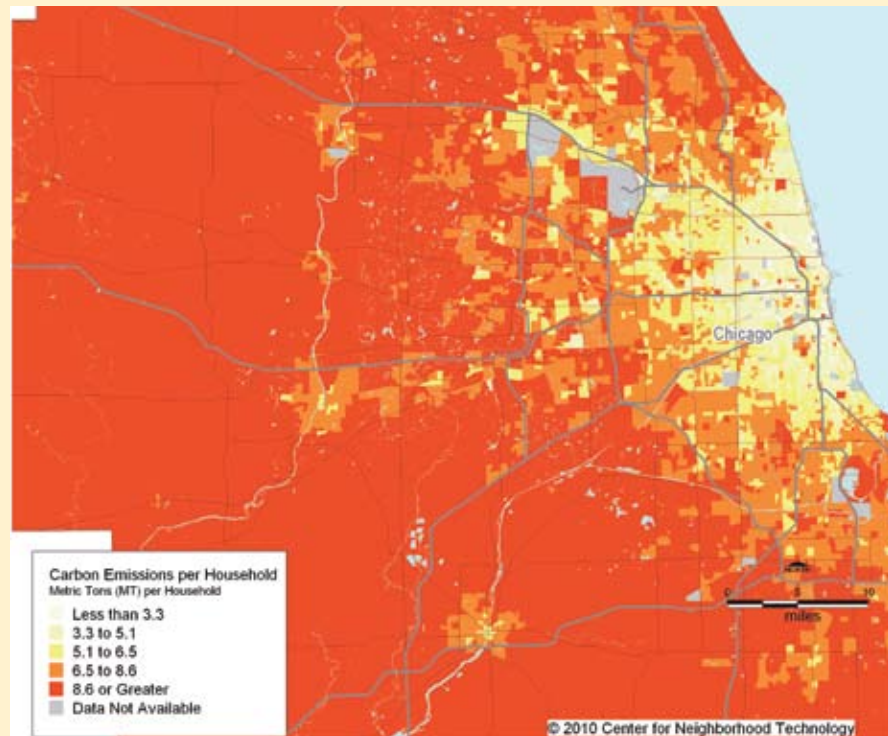 Chicago
Carbon Emissions per Household
Metric Tons (MT) per Household
Less than 3.3
3.3 to 5.1
5.1 to 6.5
6.5 to 8.6
8.6 or Greater
Data Not Available
0 5 10
miles
© 2010 Center for Neighborhood Technology